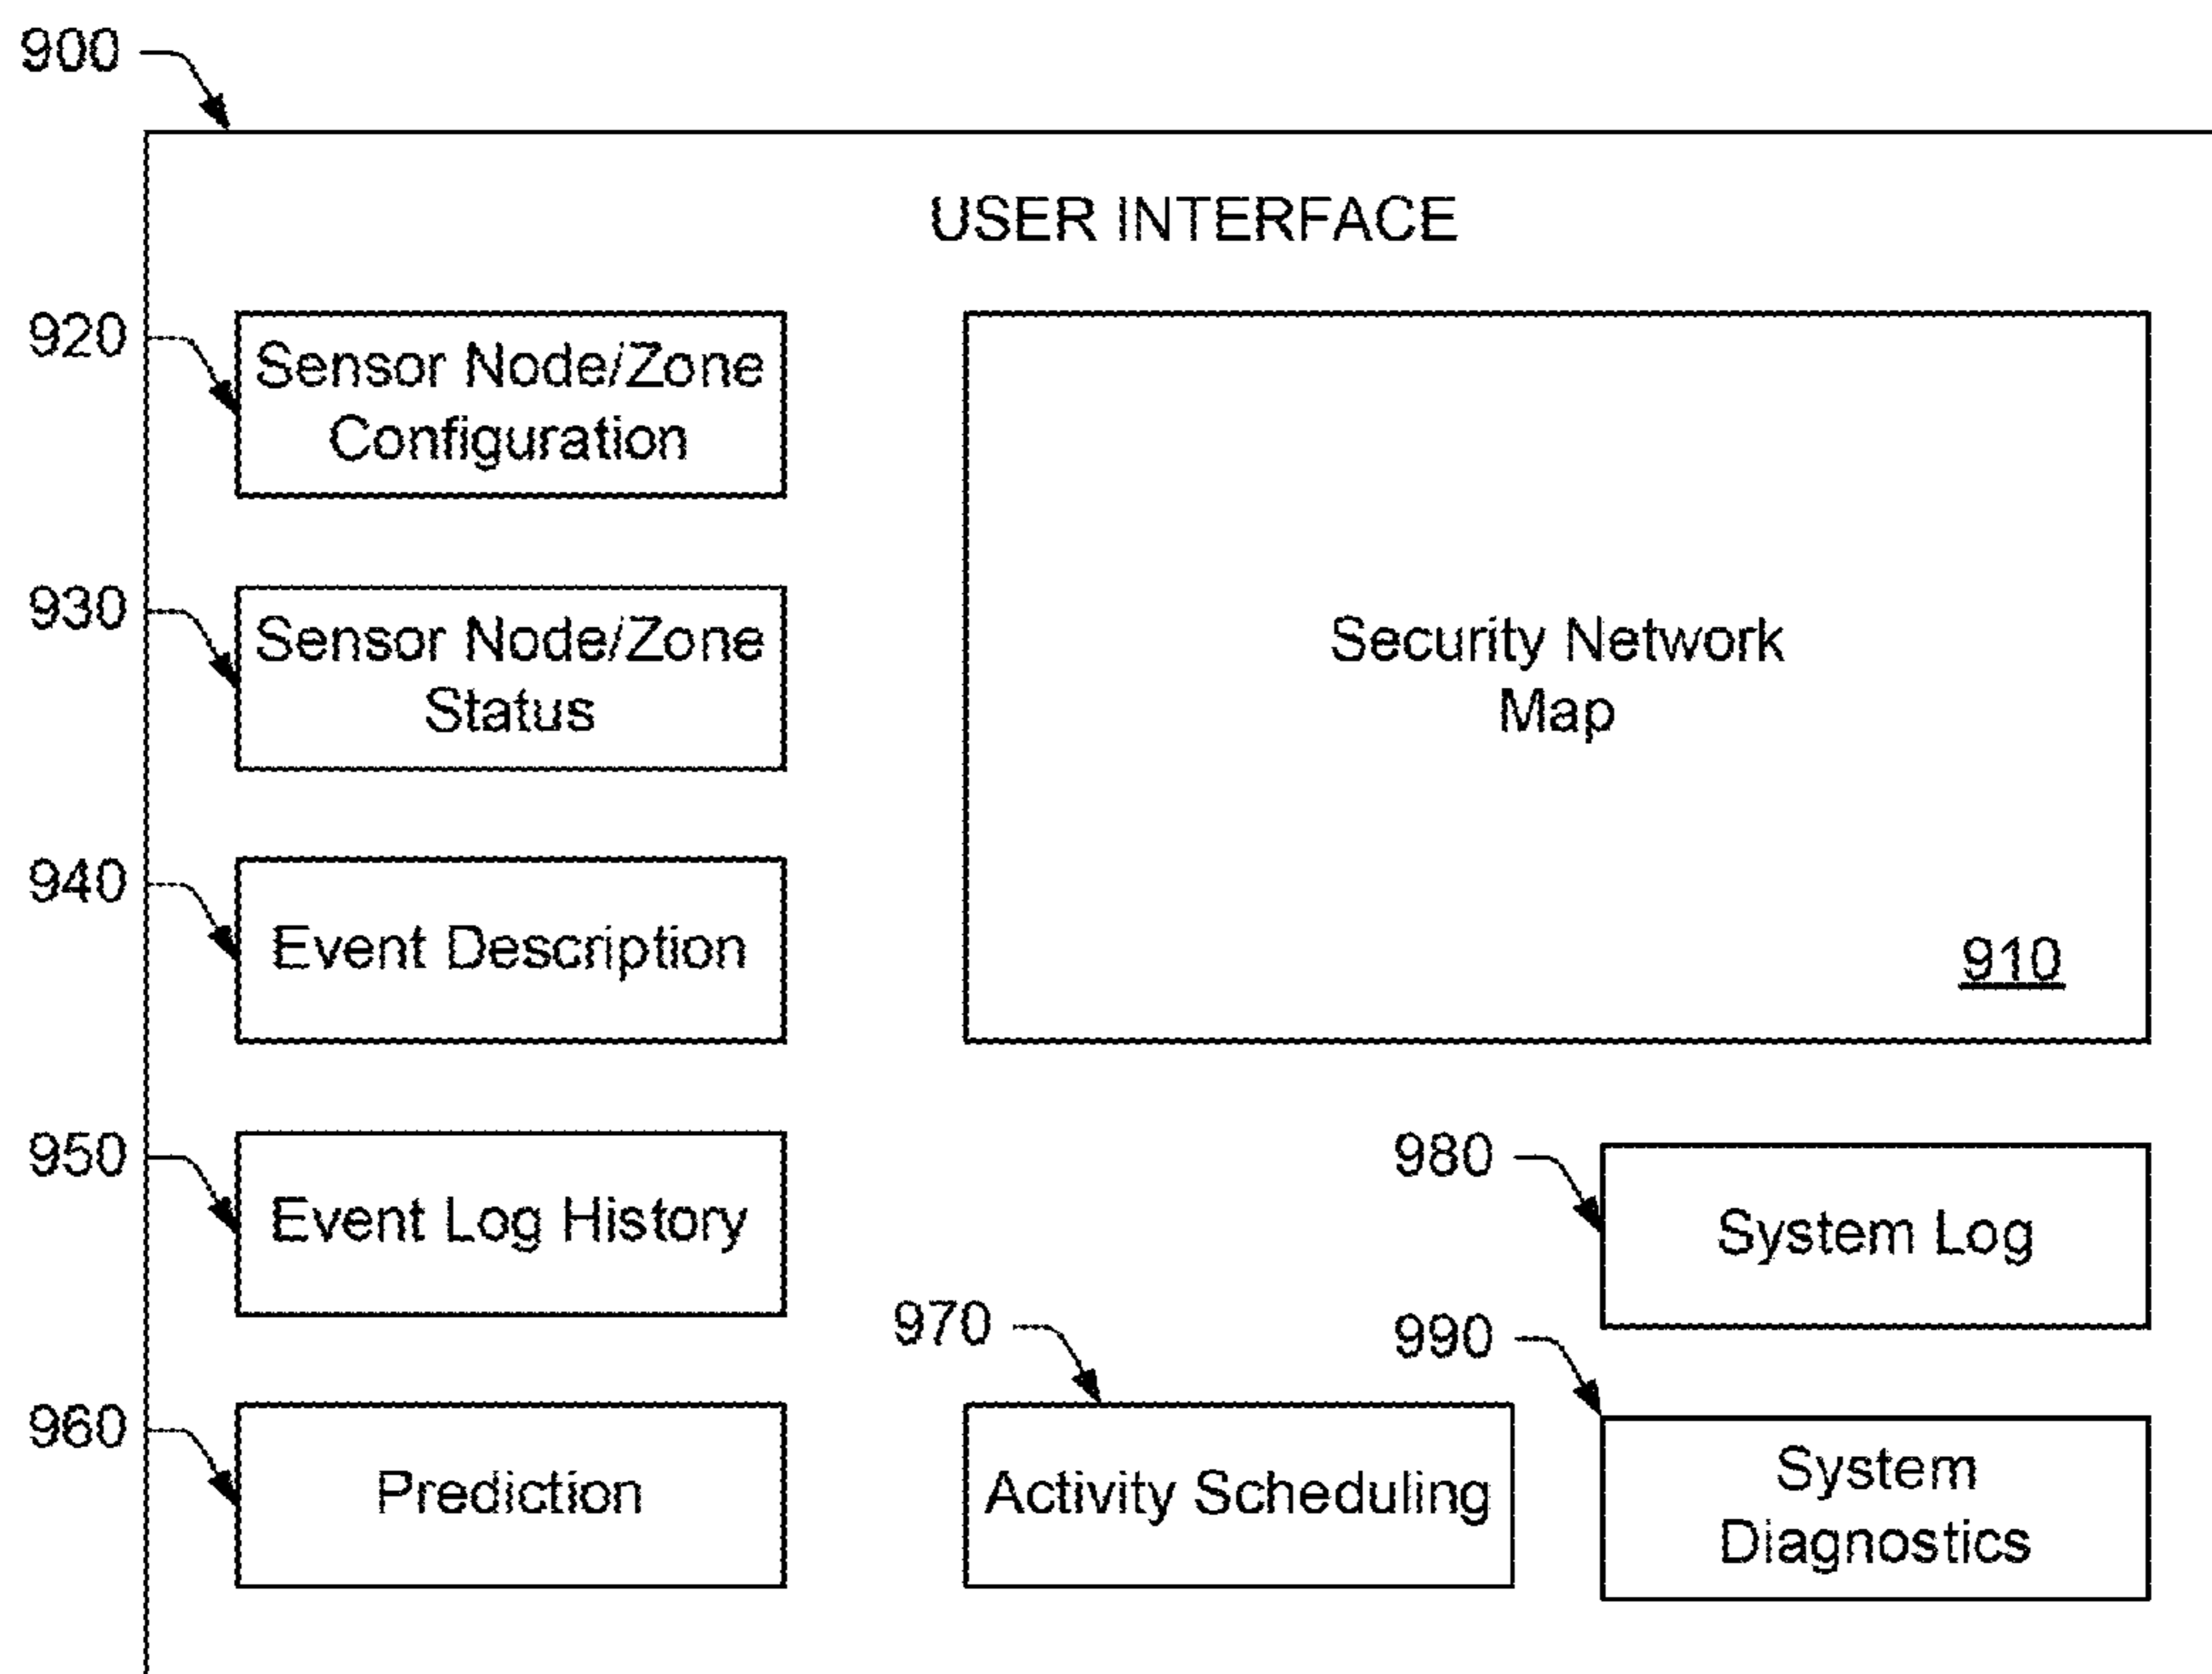 900
USER INTERFACE
920
Sensor Node/Zone
Configuration
930
Sensor Node/Zone
Status
940
Event Description
950
Event Log History
960
Prediction
Security Network
Map
910
970
Activity Scheduling
980
System Log
990
System
Diagnostics